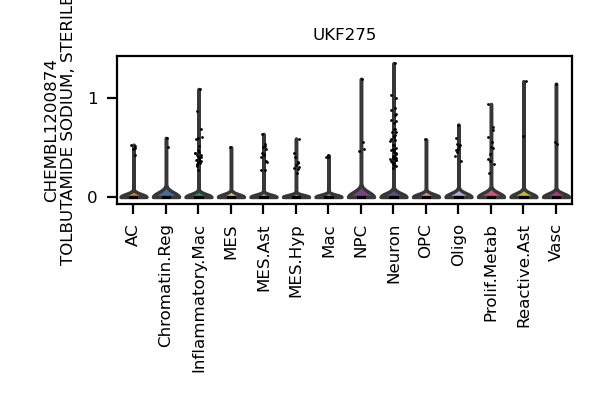 UKF275
CHEMBL1200874
TOLBUTAMIDE SODIUM, STERILE
1
0
AC
Chromatin.Reg
Inflammatory.Mac
MES
MES.Ast
MES.Hyp
Mac
NPC
Neuron
OPC
Oligo
Prolif.Metab
Reactive.Ast
Vasc